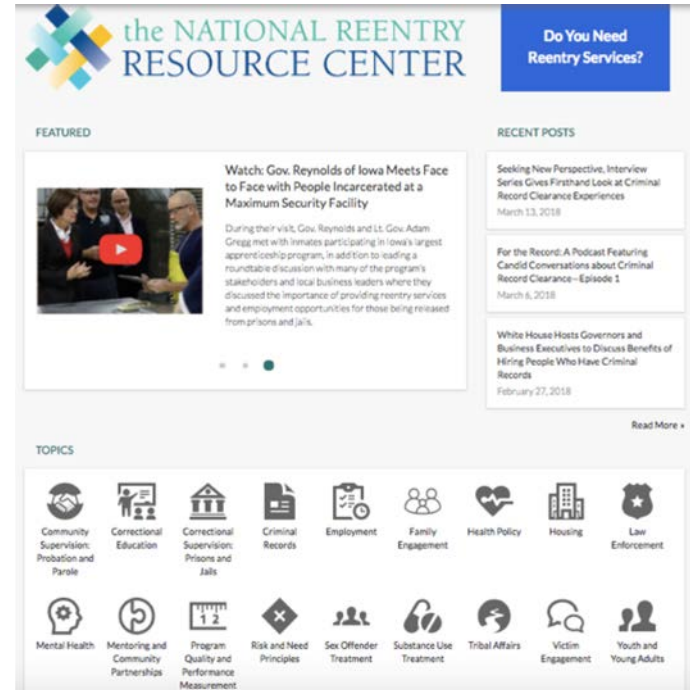 the NATIONAL REENTRY
RESOURCE CENTER
Do You Need
Reentry Services?
FEATURED
Watch: Gov. Reynolds of Iowa Meets Face
to Face with People Incarcerated at a
Maximum Security Facility
During their visit, Gov. Reynolds and Lt. Gov. Adam
Gregg met with inmates participating in Iowa's largest
apprenticeship program, in addition to leading a
roundtable discussion with many of the program's
stakeholders and local business leaders where they
discussed the importance of providing reentry services
and employment opportunities for those being released
from prisons and jails.
RECENT POSTS
Seeking New Perspective, Interview
Series Gives Firsthand Look at Criminal
Record Clearance Experiences
March 13, 2018
For the Record: A Podcast Featuring
Candid Conversations about Criminal
Record Clearance—Episode 1
March 6, 2018
White House Hosts Governors and
Business Executives to Discuss Benefits of
Hiring People Who Have Criminal
Records
February 27, 2018
Read More »
TOPICS
Community
Supervision:
Probation and
Parole
Correctional
Education
Correctional
Supervision:
Prisons and
Jails
Criminal
Records
Employment
Family
Engagement
Health Policy
Housing
Law
Enforcement
1 2
Mental Health
Mentoring and
Community
Partnerships
Program
Quality and
Performance
Measurement
Risk and Need
Principles
Sex Offender
Treatment
Substance Use
Treatment
Tribal Affairs
Victim
Engagement
Youth and
Young Adults